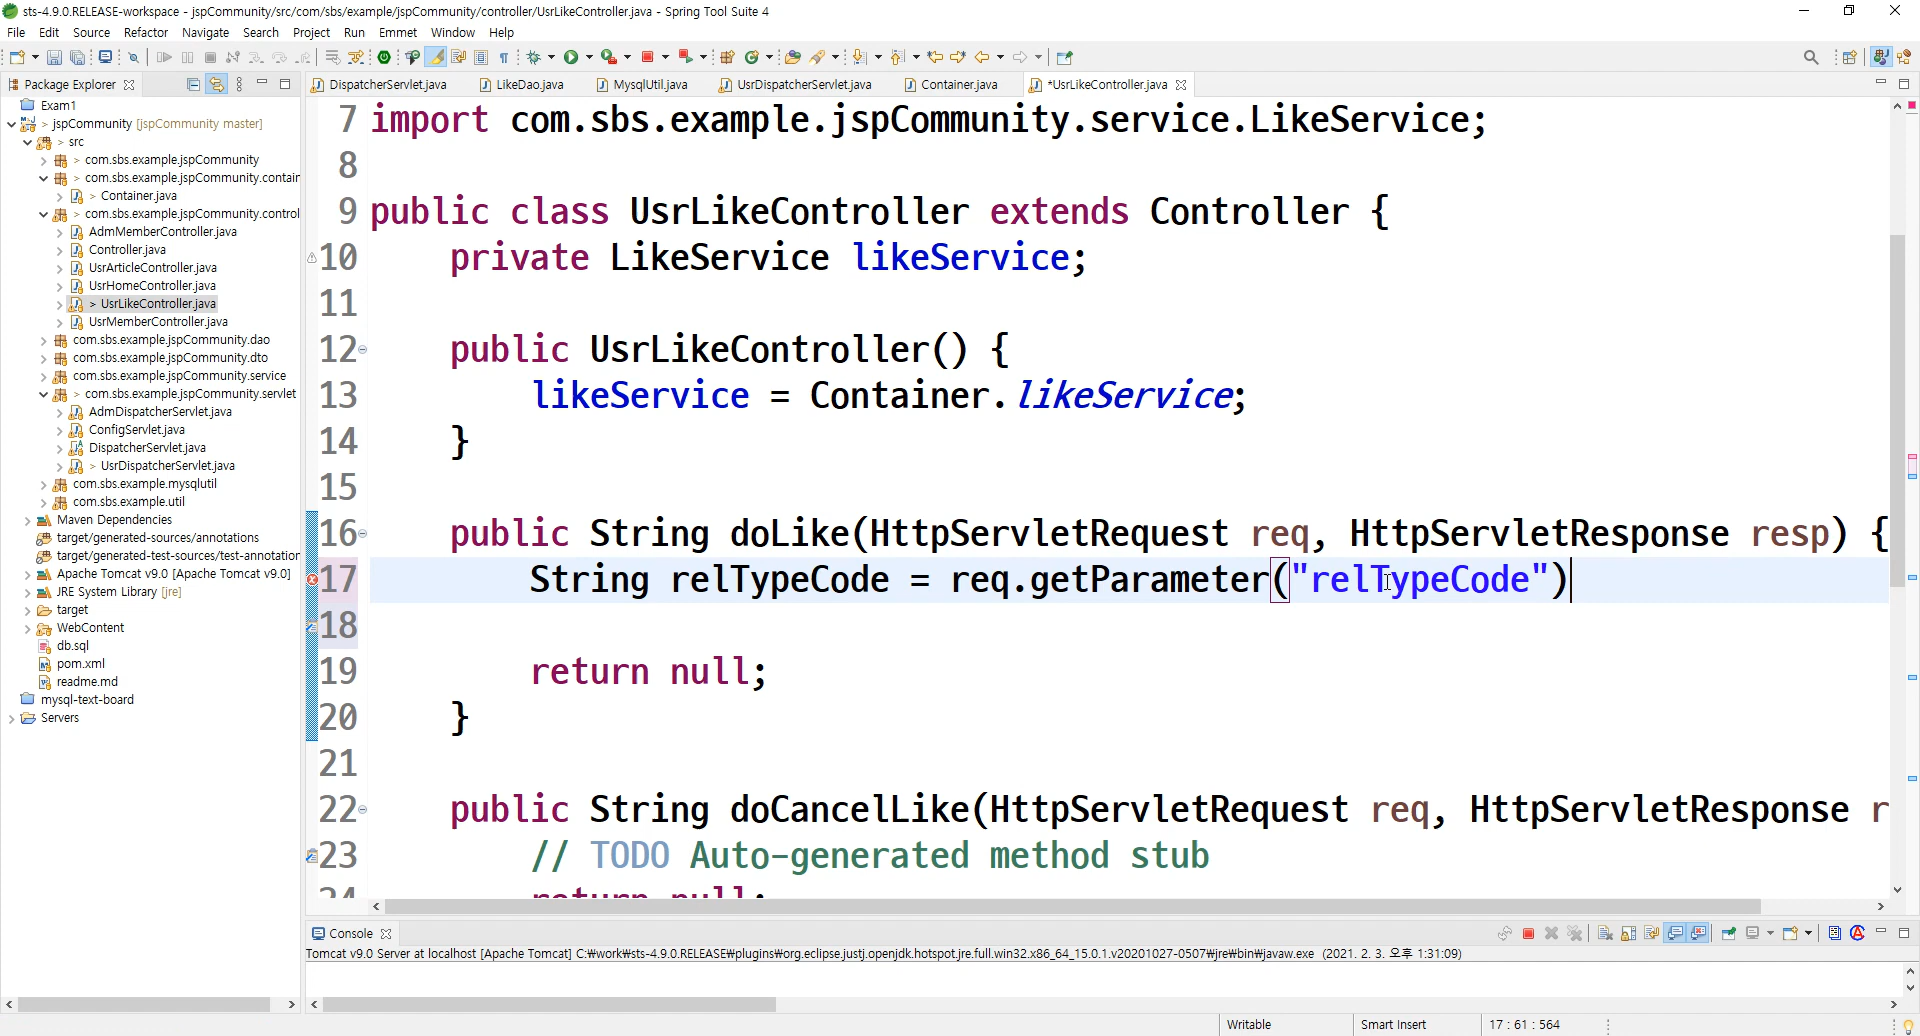 sts-4.9.0.RELEASE-workspace - jspCommunity/src/com/sbs/example/jspCommunity/controller/UsrLikeController.java - Spring Tool Suite 4
File Edit Source Refactor Navigate Search Project Run Emmet Window Help
Package Explorer
Exam1
> jspCommunity [jspCommunity master]
> src
> com.sbs.example.jspCommunity
> com.sbs.example.jspCommunity.contain
> Container.java
> com.sbs.example.jspCommunity.control
AdmMemberController.java
Controller.java
UsrArticleController.java
UsrHomeController.java
> UsrLikeController.java
UsrMemberController.java
com.sbs.example.jspCommunity.dao
com.sbs.example.jspCommunity.dto
com.sbs.example.jspCommunity.service
> com.sbs.example.jspCommunity.servlet
AdmDispatcherServlet.java
ConfigServlet.java
DispatcherServlet.java
> UsrDispatcherServlet.java
com.sbs.example.mysqlutil
com.sbs.example.util
Maven Dependencies
target/generated-sources/annotations
target/generated-test-sources/test-annotation
Apache Tomcat v9.0 [Apache Tomcat v9.0]
JRE System Library [jre]
target
WebContent
db.sql
pom.xml
readme.md
mysql-text-board
Servers
DispatcherServlet.java LikeDao.java MysqlUtil.java UsrDispatcherServlet.java Container.java *UsrLikeController.java
7 import com.sbs.example.jspCommunity.service.LikeService;
8
9 public class UsrLikeController extends Controller {
10 private LikeService likeService;
11
12 public UsrLikeController() {
13 likeService = Container.likeService;
14 }
15
16 public String doLike(HttpServletRequest req, HttpServletResponse resp) {
17 String relTypeCode = req.getParameter("relTypeCode")
18
19 return null;
20 }
21
22 public String doCancelLike(HttpServletRequest req, HttpServletResponse r
23 // TODO Auto-generated method stub
24 return null;
Console
Tomcat v9.0 Server at localhost [Apache Tomcat] C:₩work₩sts-4.9.0.RELEASE₩plugins₩org.eclipse.justj.openjdk.hotspot.jre.full.win32.x86_64_15.0.1.v20201027-0507₩jre₩bin₩javaw.exe (2021. 2. 3. 오후 1:31:09)
Writable Smart Insert 17 : 61 : 564